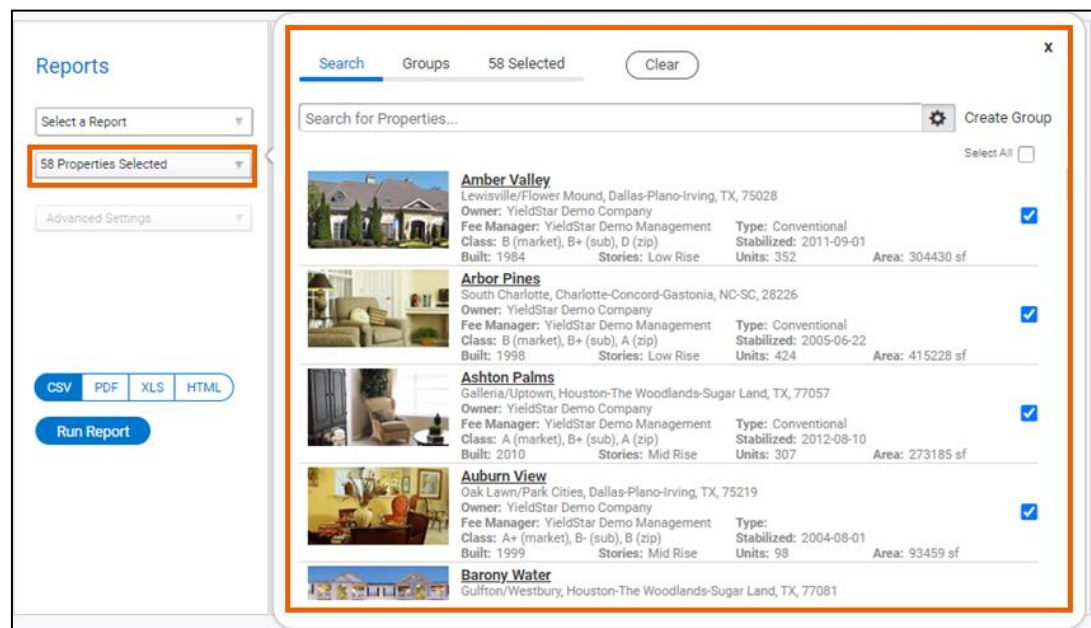 Reports
Select a Report
58 Properties Selected
Advanced Settings
CSV PDF XLS HTML
Run Report
x
Search Groups 58 Selected Clear
Search for Properties... Create Group
Select All
Amber Valley
Lewisville/Flower Mound, Dallas-Plano-Irving, TX, 75028
Owner: YieldStar Demo Company
Fee Manager: YieldStar Demo Management Type: Conventional
Class: B (market), B+ (sub), D (zip) Stabilized: 2011-09-01
Built: 1984 Stories: Low Rise Units: 352 Area: 304430 sf
Arbor Pines
South Charlotte, Charlotte-Concord-Gastonia, NC-SC, 28226
Owner: YieldStar Demo Company
Fee Manager: YieldStar Demo Management Type: Conventional
Class: B (market), B+ (sub), A (zip) Stabilized: 2005-06-22
Built: 1998 Stories: Low Rise Units: 424 Area: 415228 sf
Ashton Palms
Galleria/Uptown, Houston-The Woodlands-Sugar Land, TX, 77057
Owner: YieldStar Demo Company
Fee Manager: YieldStar Demo Management Type: Conventional
Class: A (market), B+ (sub), A (zip) Stabilized: 2012-08-10
Built: 2010 Stories: Mid Rise Units: 307 Area: 273185 sf
Auburn View
Oak Lawn/Park Cities, Dallas-Plano-Irving, TX, 75219
Owner: YieldStar Demo Company
Fee Manager: YieldStar Demo Management Type:
Class: A+ (market), B- (sub), B (zip) Stabilized: 2004-08-01
Built: 1999 Stories: Mid Rise Units: 98 Area: 93459 sf
Barony Water
Gulfton/Westbury, Houston-The Woodlands-Sugar Land, TX, 77081